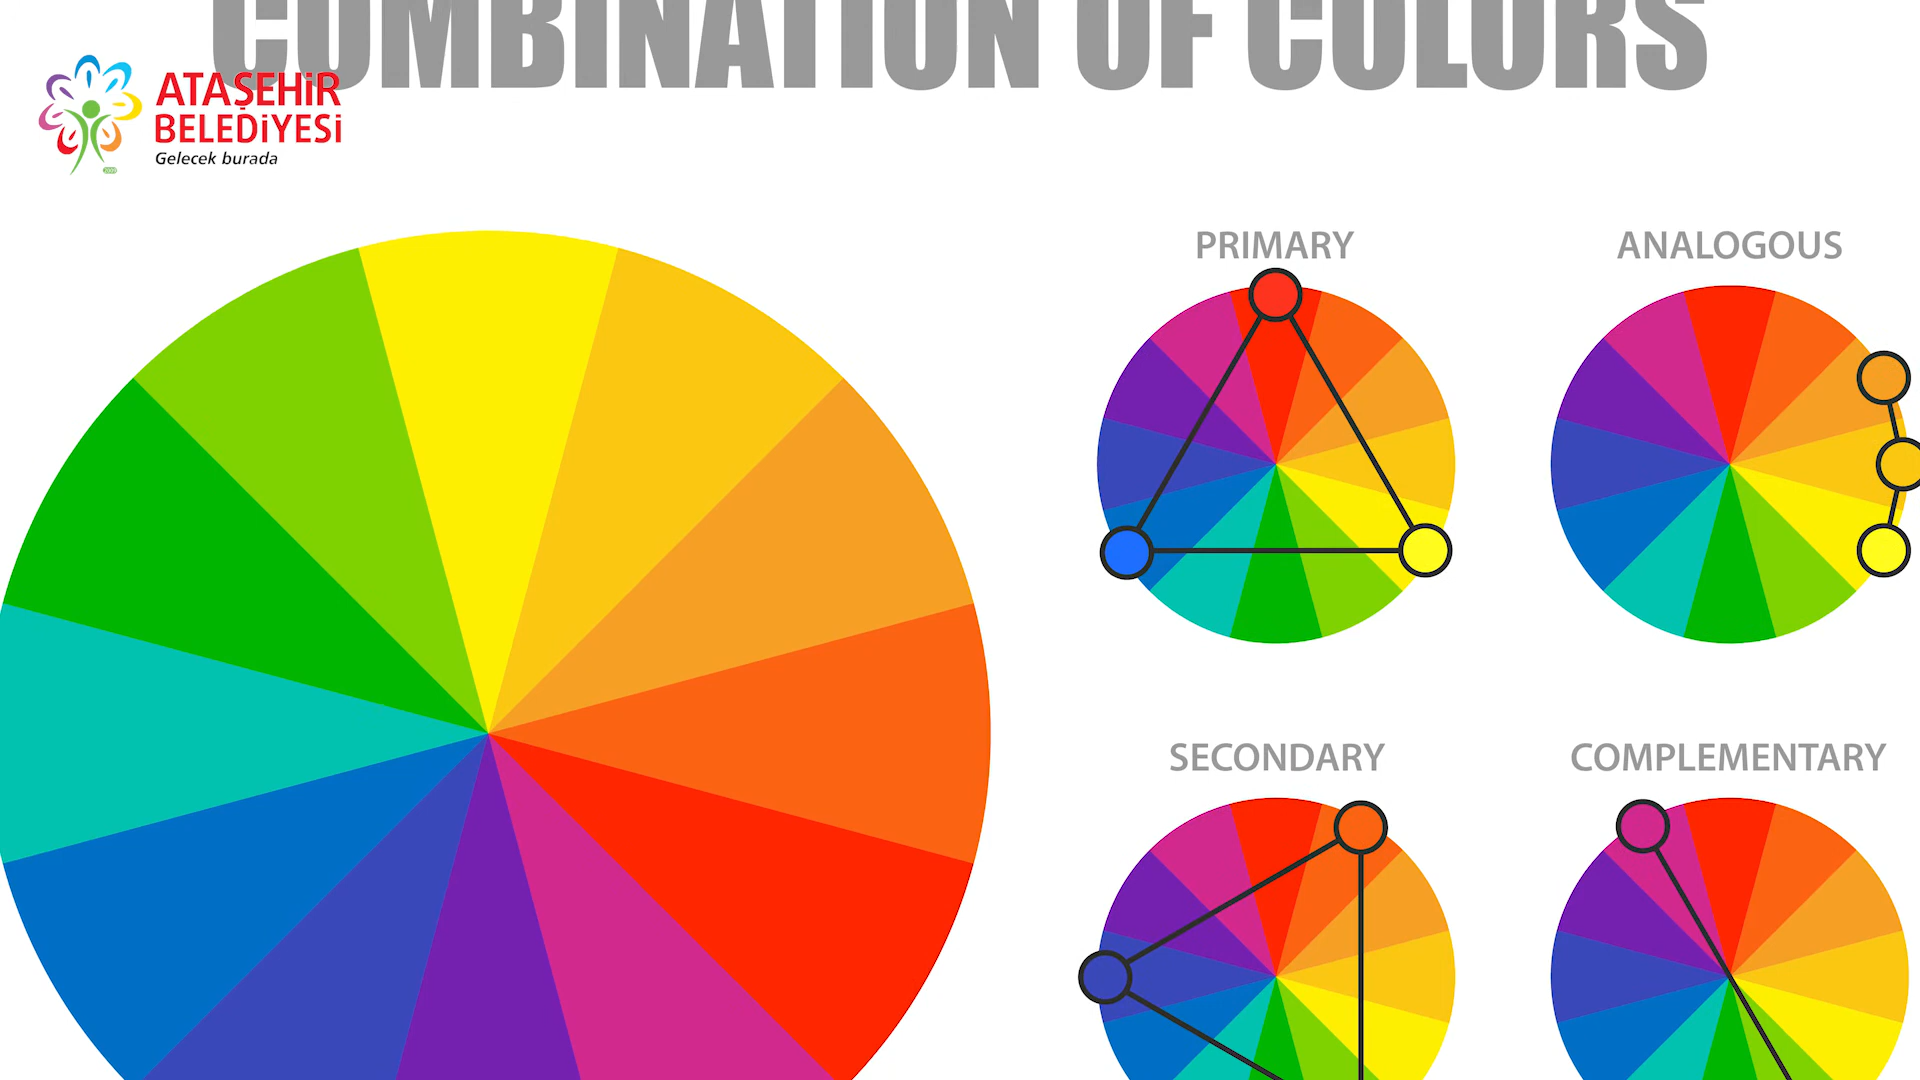 COMBINATION OF COLORS
ATAŞEHİR
BELEDİYESİ
Gelecek burada
PRIMARY
ANALOGOUS
SECONDARY
COMPLEMENTARY